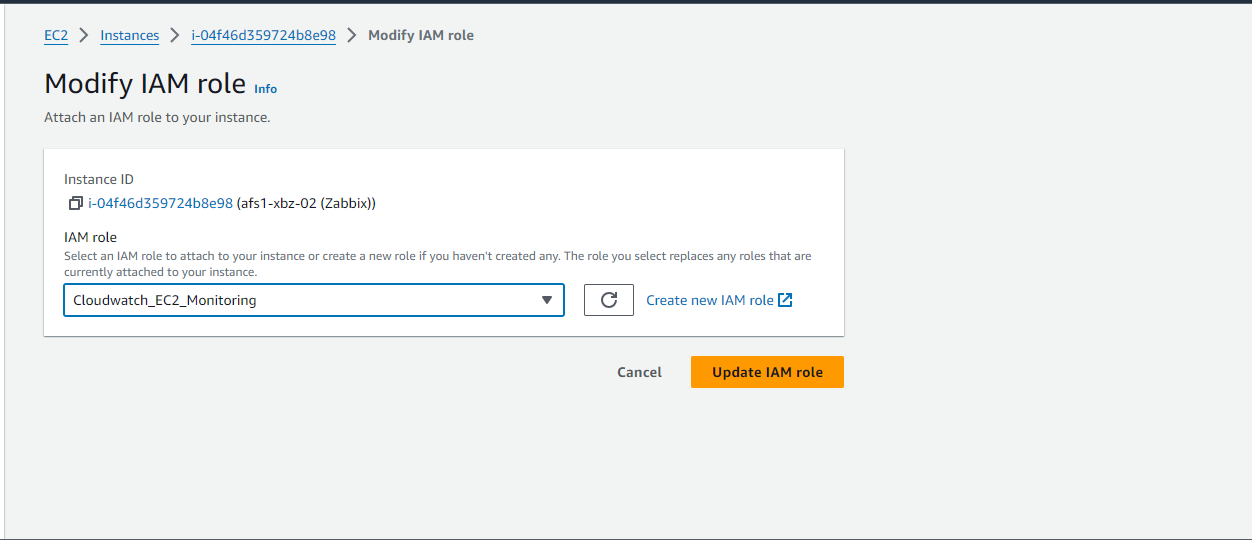 EC2 > Instances > i-04f46d359724b8e98 > Modify IAM role
Modify IAM role Info
Attach an IAM role to your instance.
Instance ID
i-04f46d359724b8e98 (afs1-xbz-02 (Zabbix))
IAM role
Select an IAM role to attach to your instance or create a new role if you haven't created any. The role you select replaces any roles that are
currently attached to your instance.
Cloudwatch_EC2_Monitoring
Create new IAM role
Cancel
Update IAM role